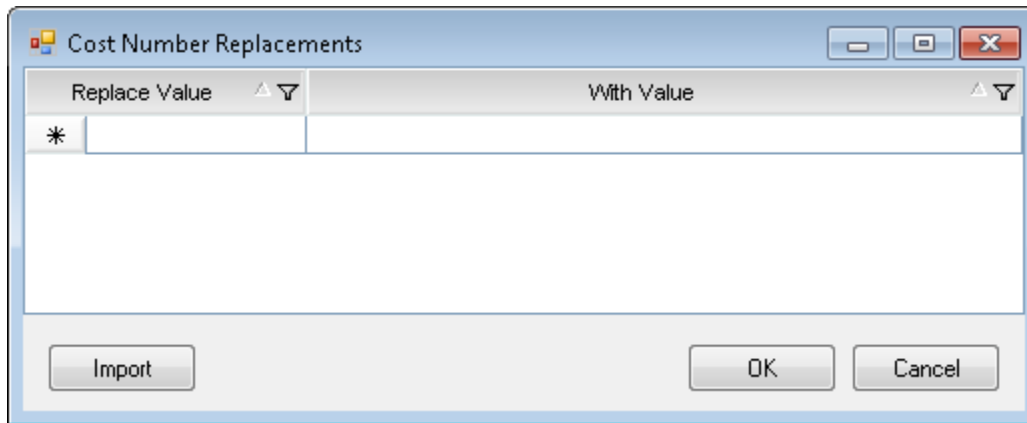 Cost Number Replacements
Replace Value With Value
Import OK Cancel